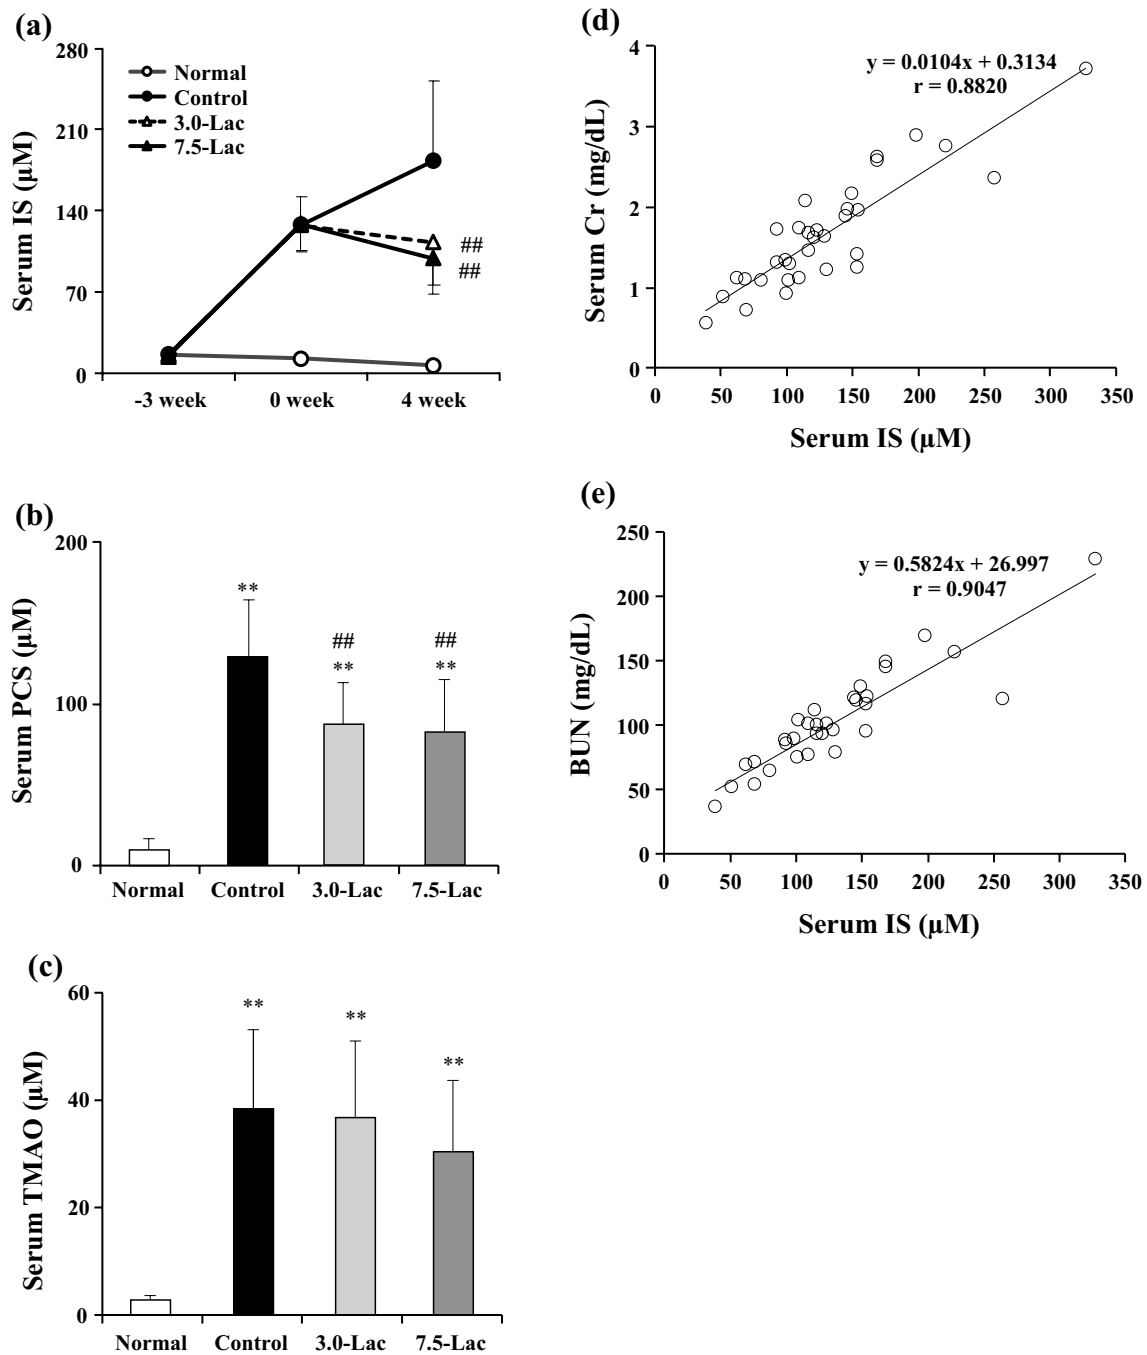 (a)
280
210
140
70
0
Serum IS (μM)
Normal
Control
3.0-Lac
7.5-Lac
##
##
-3 week
0 week
4 week
(b)
200
100
0
Serum PCS (μM)
**
##
**
##
**
Normal
Control
3.0-Lac
7.5-Lac
(c)
60
40
20
0
Serum TMAO (μM)
**
**
**
Normal
Control
3.0-Lac
7.5-Lac
(d)
4
3
2
1
0
Serum Cr (mg/dL)
y = 0.0104x + 0.3134
r = 0.8820
0 50 100 150 200 250 300 350
Serum IS (μM)
(e)
250
200
150
100
50
0
BUN (mg/dL)
y = 0.5824x + 26.997
r = 0.9047
0 50 100 150 200 250 300 350
Serum IS (μM)